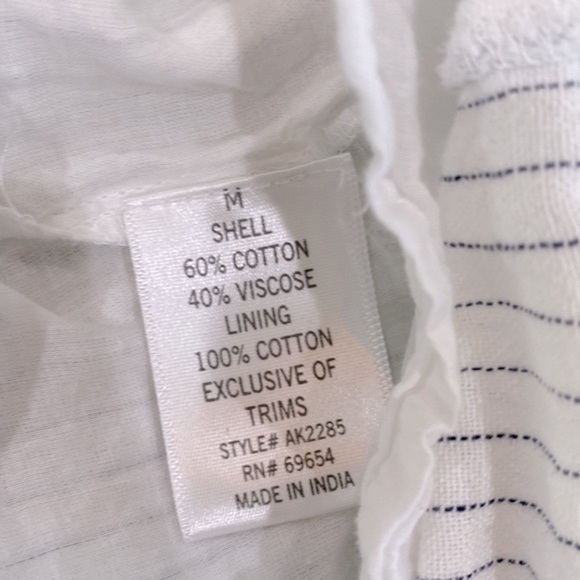 M
SHELL
60% COTTON
40% VISCOSE
LINING
100% COTTON
EXCLUSIVE OF
TRIMS
STYLE# AK2285
RN# 69654
MADE IN INDIA